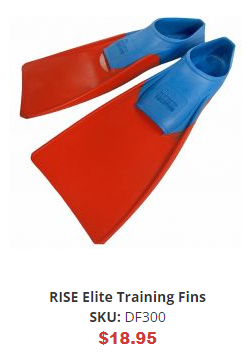 RISE Elite Training Fins
SKU: DF300
$18.95